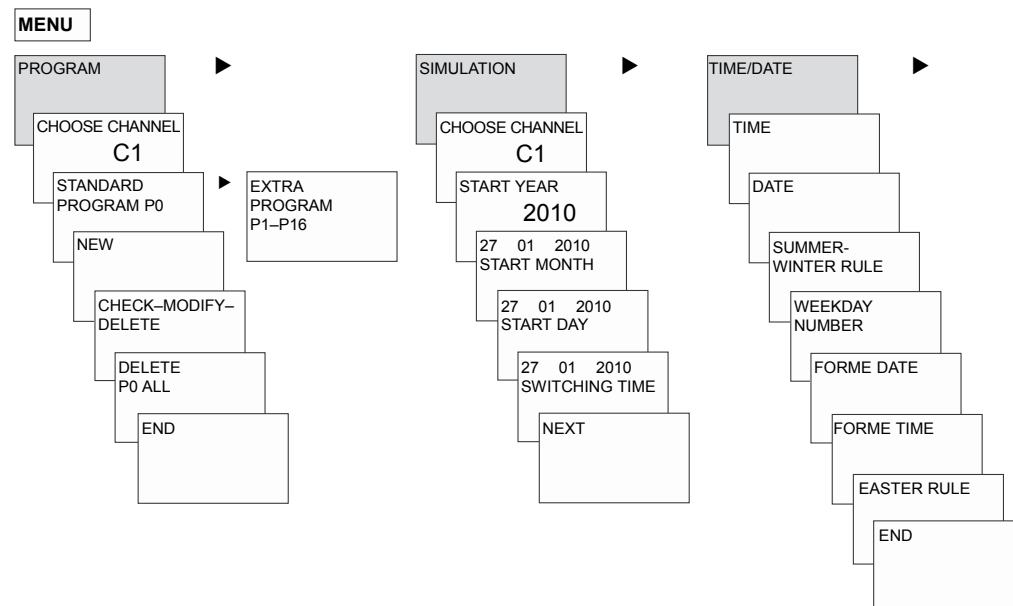 MENU
PROGRAM
CHOOSE CHANNEL
C1
STANDARD
PROGRAM P0
EXTRA
PROGRAM
P1–P16
NEW
CHECK–MODIFY–
DELETE
DELETE
P0 ALL
END
SIMULATION
CHOOSE CHANNEL
C1
START YEAR
2010
27 01 2010
START MONTH
27 01 2010
START DAY
27 01 2010
SWITCHING TIME
NEXT
TIME/DATE
TIME
DATE
SUMMER-
WINTER RULE
WEEKDAY
NUMBER
FORME DATE
FORME TIME
EASTER RULE
END